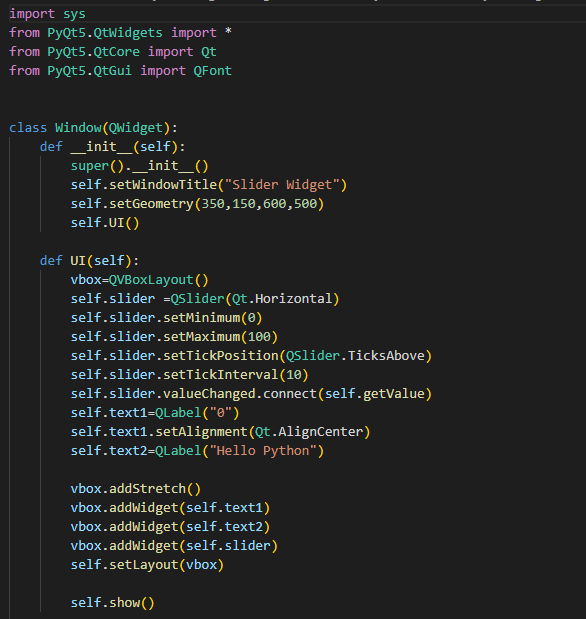 import sys
from PyQt5.QtWidgets import *
from PyQt5.QtCore import Qt
from PyQt5.QtGui import QFont


class Window(QWidget):
    def __init__(self):
        super().__init__()
        self.setWindowTitle("Slider Widget")
        self.setGeometry(350,150,600,500)
        self.UI()

    def UI(self):
        vbox=QVBoxLayout()
        self.slider =QSlider(Qt.Horizontal)
        self.slider.setMinimum(0)
        self.slider.setMaximum(100)
        self.slider.setTickPosition(QSlider.TicksAbove)
        self.slider.setTickInterval(10)
        self.slider.valueChanged.connect(self.getValue)
        self.text1=QLabel("0")
        self.text1.setAlignment(Qt.AlignCenter)
        self.text2=QLabel("Hello Python")

        vbox.addStretch()
        vbox.addWidget(self.text1)
        vbox.addWidget(self.text2)
        vbox.addWidget(self.slider)
        self.setLayout(vbox)

        self.show()